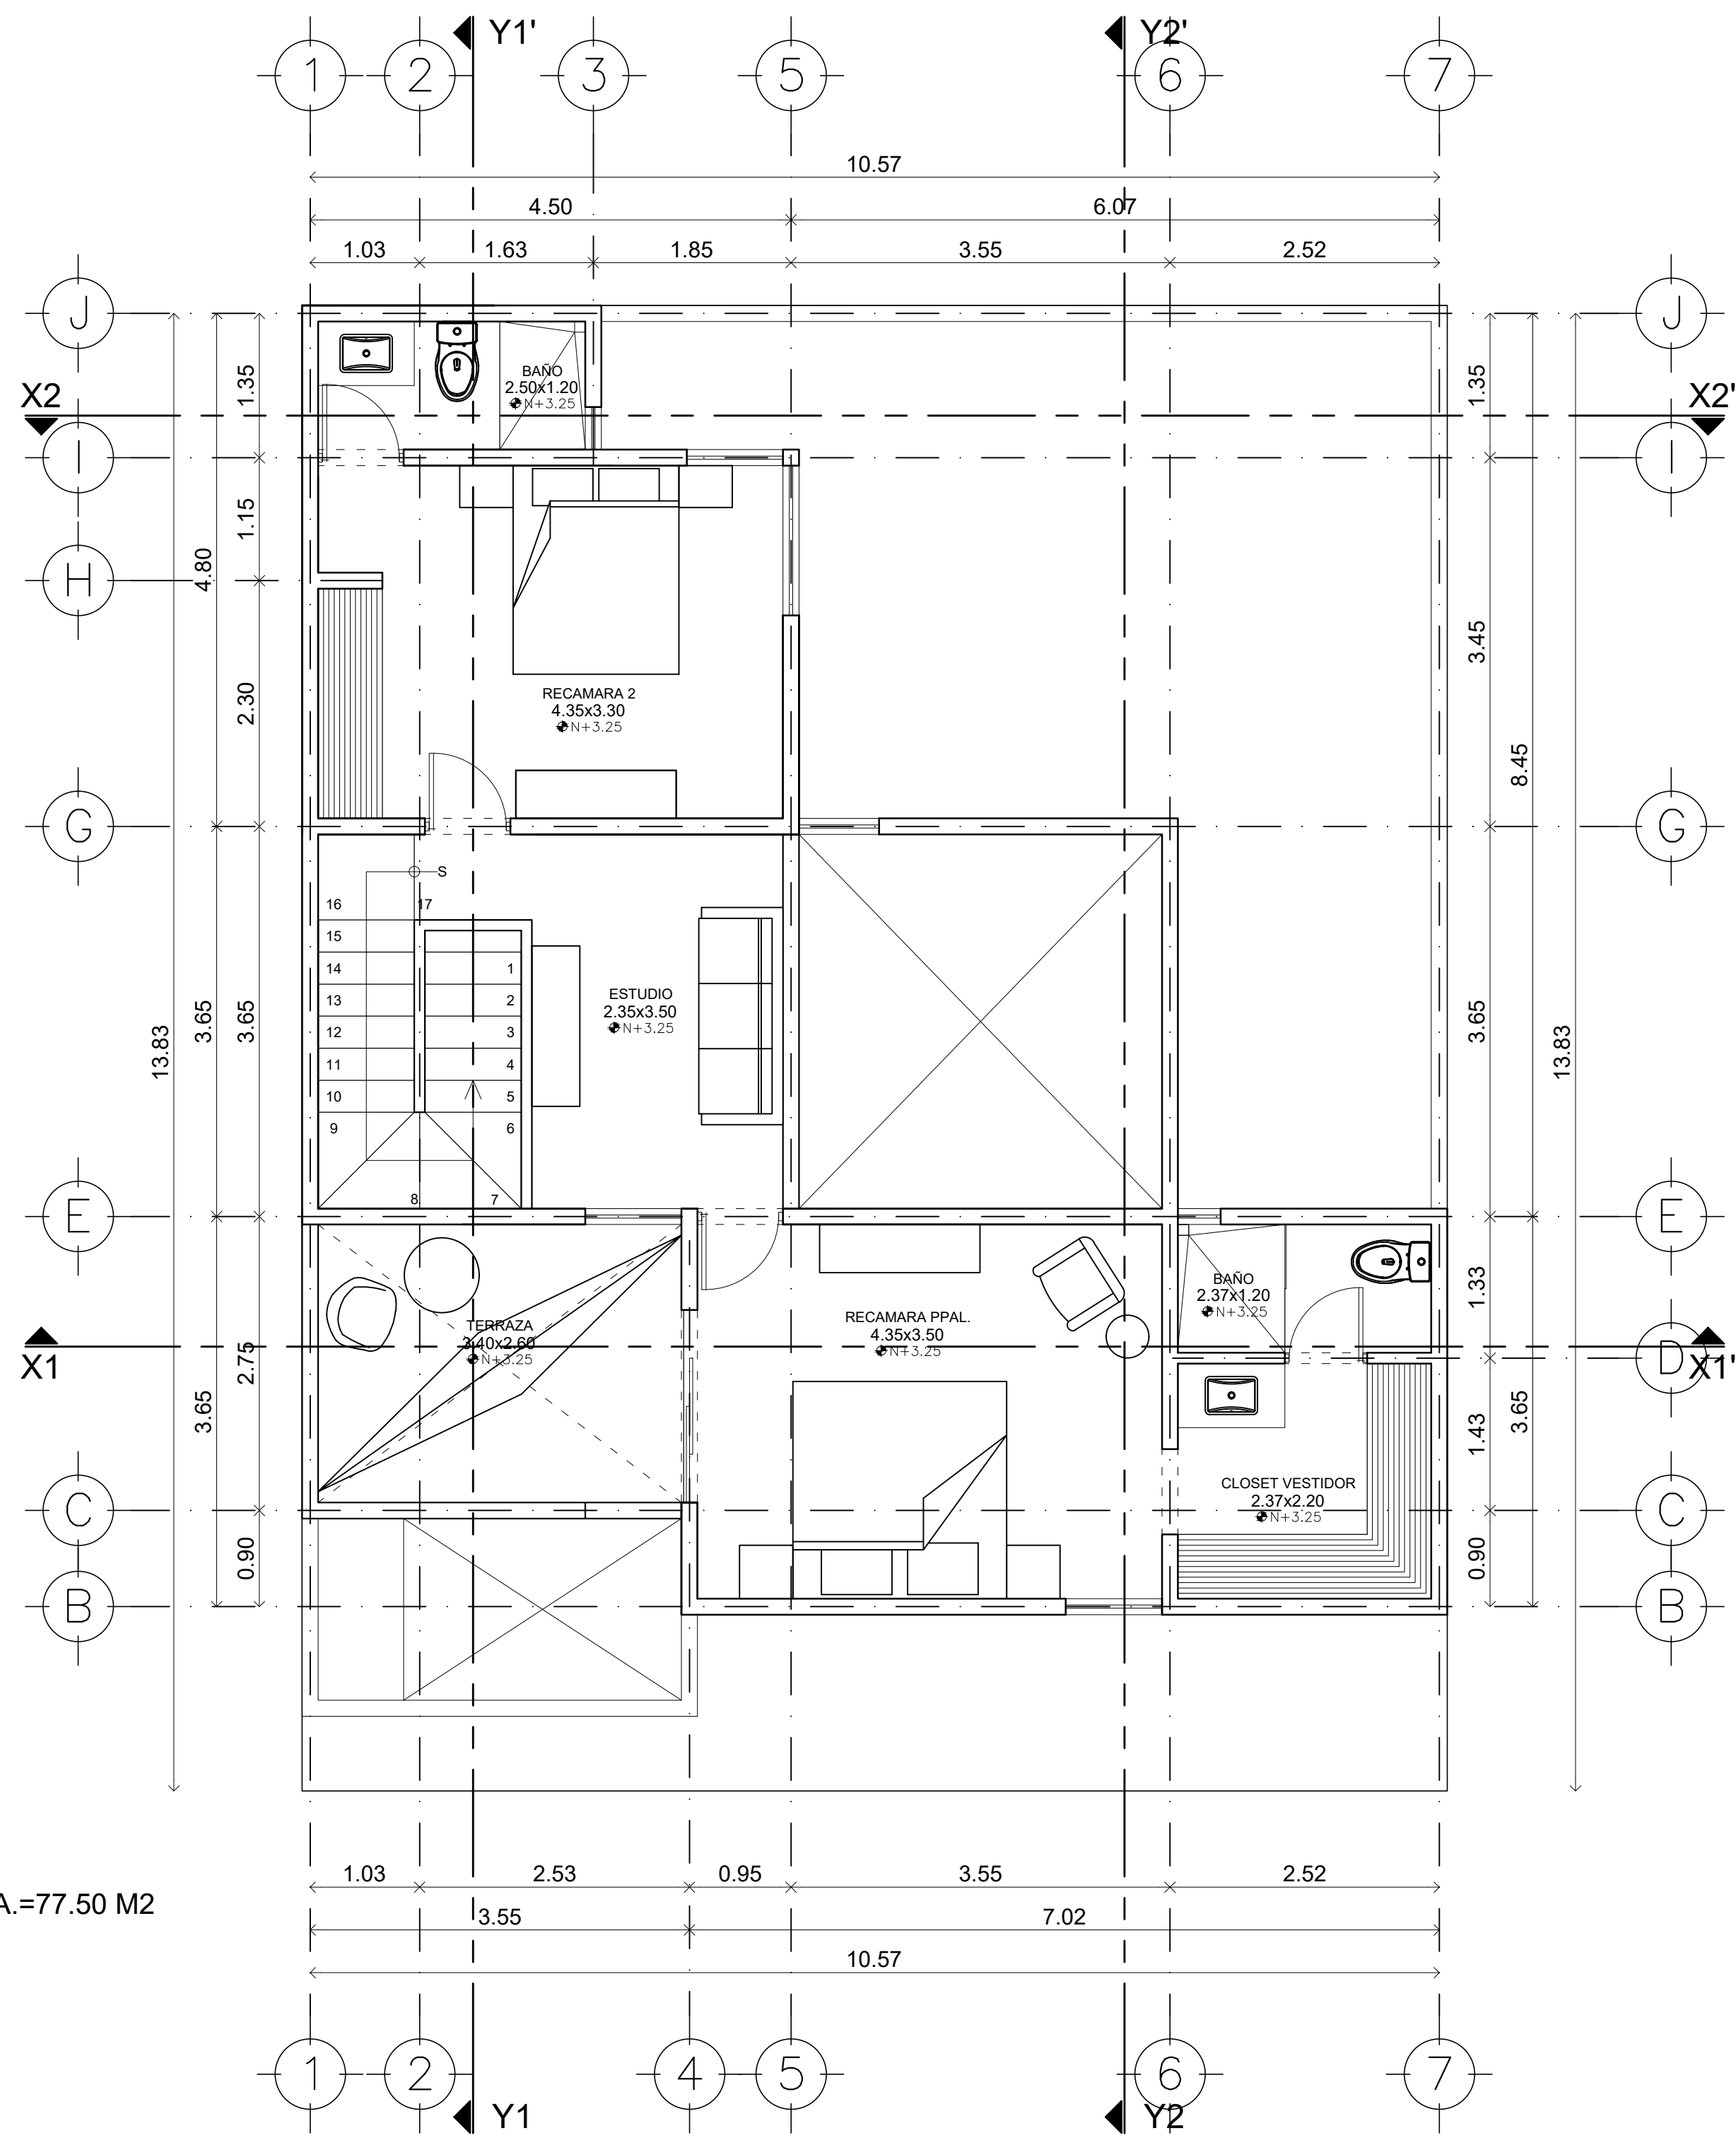 Y1' Y2'
1 2 3 5 6 7
10.57
4.50 6.07
1.03 1.63 1.85 3.55 2.52
J J
1.35 1.35
BAÑO
2.50x1.20
N+3.25
X2 X2'
I I
1.15
H
4.80
3.45
2.30
RECAMARA 2
4.35x3.30
N+3.25
8.45
G G
S
16 17
15
14 1
13 2
12 3
11 4
10 5
9 6
8 7
ESTUDIO
2.35x3.50
N+3.25
13.83 3.65 3.65 3.65 13.83
E E
BAÑO
2.37x1.20
N+3.25
1.33
TERRAZA
3.40x2.60
N+3.25
RECAMARA PPAL.
4.35x3.50
N+3.25
X1 D X1'
2.75
3.65 1.43 3.65
CLOSET VESTIDOR
2.37x2.20
N+3.25
C C
0.90 0.90
B B
1.03 2.53 0.95 3.55 2.52
A.=77.50 M2
3.55 7.02
10.57
1 2 4 5 6 7
Y1 Y2